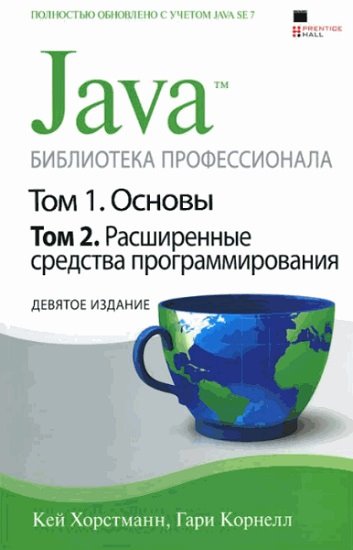 ПОЛНОСТЬЮ ОБНОВЛЕНО С УЧЕТОМ JAVA SE 7
PRENTICE
HALL
Java™
БИБЛИОТЕКА ПРОФЕССИОНАЛА
Том 1. Основы
Том 2. Расширенные
средства программирования
ДЕВЯТОЕ ИЗДАНИЕ
Кей Хорстманн, Гари Корнелл